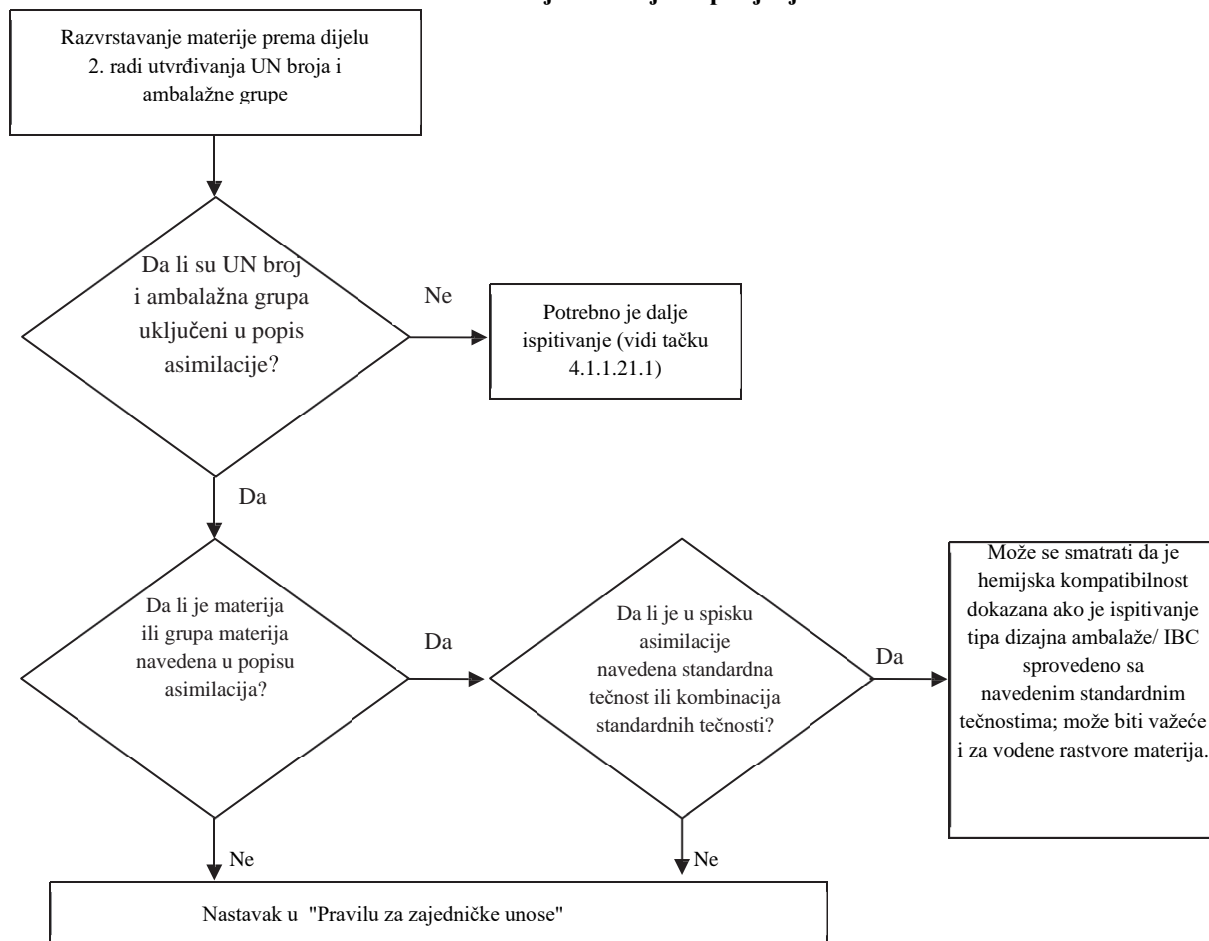 Razvrstavanje materije prema dijelu
2. radi utvrđivanja UN broja i
ambalažne grupe
Da li su UN broj
i ambalažna grupa
uključeni u popis
asimilacije?
Ne
Potrebno je dalje
ispitivanje (vidi tačku
4.1.1.21.1)
Da
Da li je materija
ili grupa materija
navedena u popisu
asimilacija?
Da
Da li je u spisku
asimilacije
navedena standardna
tečnost ili kombinacija
standardnih tečnosti?
Da
Može se smatrati da je
hemijska kompatibilnost
dokazana ako je ispitivanje
tipa dizajna ambalaže/ IBC
sprovedeno sa
navedenim standardnim
tečnostima; može biti važeće
i za vodene rastvore materija.
Ne
Ne
Nastavak u "Pravilu za zajedničke unose"